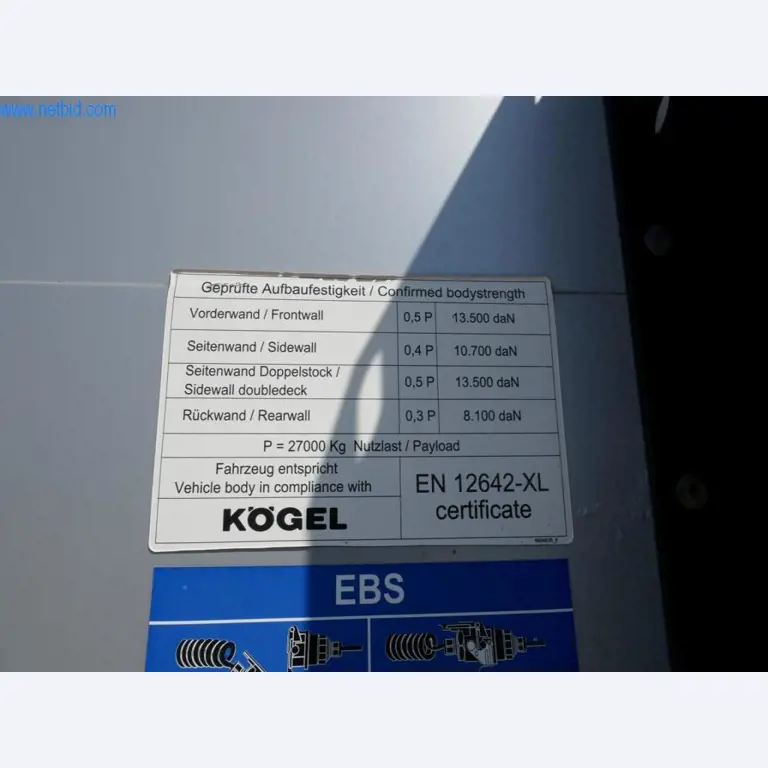 www.netbid.com
Geprüfte Aufbaufestigkeit / Confirmed bodystrength
Vorderwand / Frontwall 0,5 P 13.500 daN
Seitenwand / Sidewall 0,4 P 10.700 daN
Seitenwand Doppelstock /
Sidewall doubledeck 0,5 P 13.500 daN
Rückwand / Rearwall 0,3 P 8.100 daN
P = 27000 Kg Nutzlast / Payload
Fahrzeug entspricht
Vehicle body in compliance with
KÖGEL
EN 12642-XL
certificate
EBS